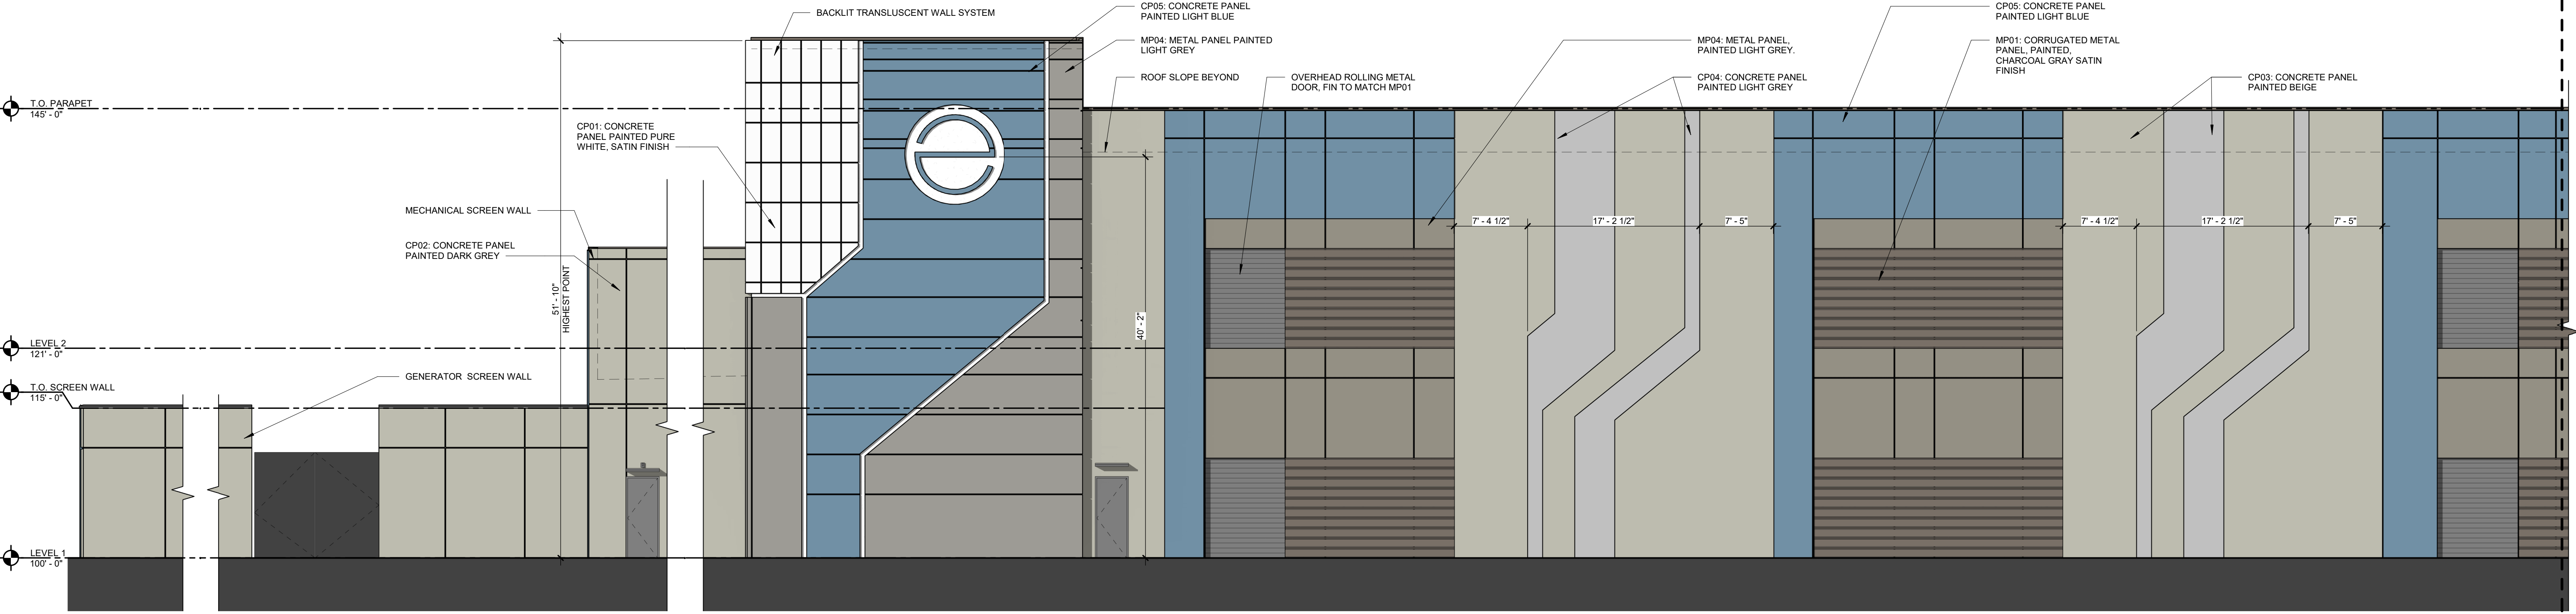 BACKLIT TRANSLUSCENT WALL SYSTEM
CP05: CONCRETE PANEL
PAINTED LIGHT BLUE
MP04: METAL PANEL PAINTED
LIGHT GREY
ROOF SLOPE BEYOND
OVERHEAD ROLLING METAL
DOOR, FIN TO MATCH MP01
MP04: METAL PANEL,
PAINTED LIGHT GREY.
CP04: CONCRETE PANEL
PAINTED LIGHT GREY
CP05: CONCRETE PANEL
PAINTED LIGHT BLUE
MP01: CORRUGATED METAL
PANEL, PAINTED,
CHARCOAL GRAY SATIN
FINISH
CP03: CONCRETE PANEL
PAINTED BEIGE
T.O. PARAPET
145' - 0"
CP01: CONCRETE
PANEL PAINTED PURE
WHITE, SATIN FINISH
e
MECHANICAL SCREEN WALL
CP02: CONCRETE PANEL
PAINTED DARK GREY
7' - 4 1/2"
17' - 2 1/2"
7' - 5"
7' - 4 1/2"
17' - 2 1/2"
7' - 5"
51' - 10"
HIGHEST POINT
40' - 2"
LEVEL 2
121' - 0"
GENERATOR SCREEN WALL
T.O. SCREEN WALL
115' - 0"
LEVEL 1
100' - 0"